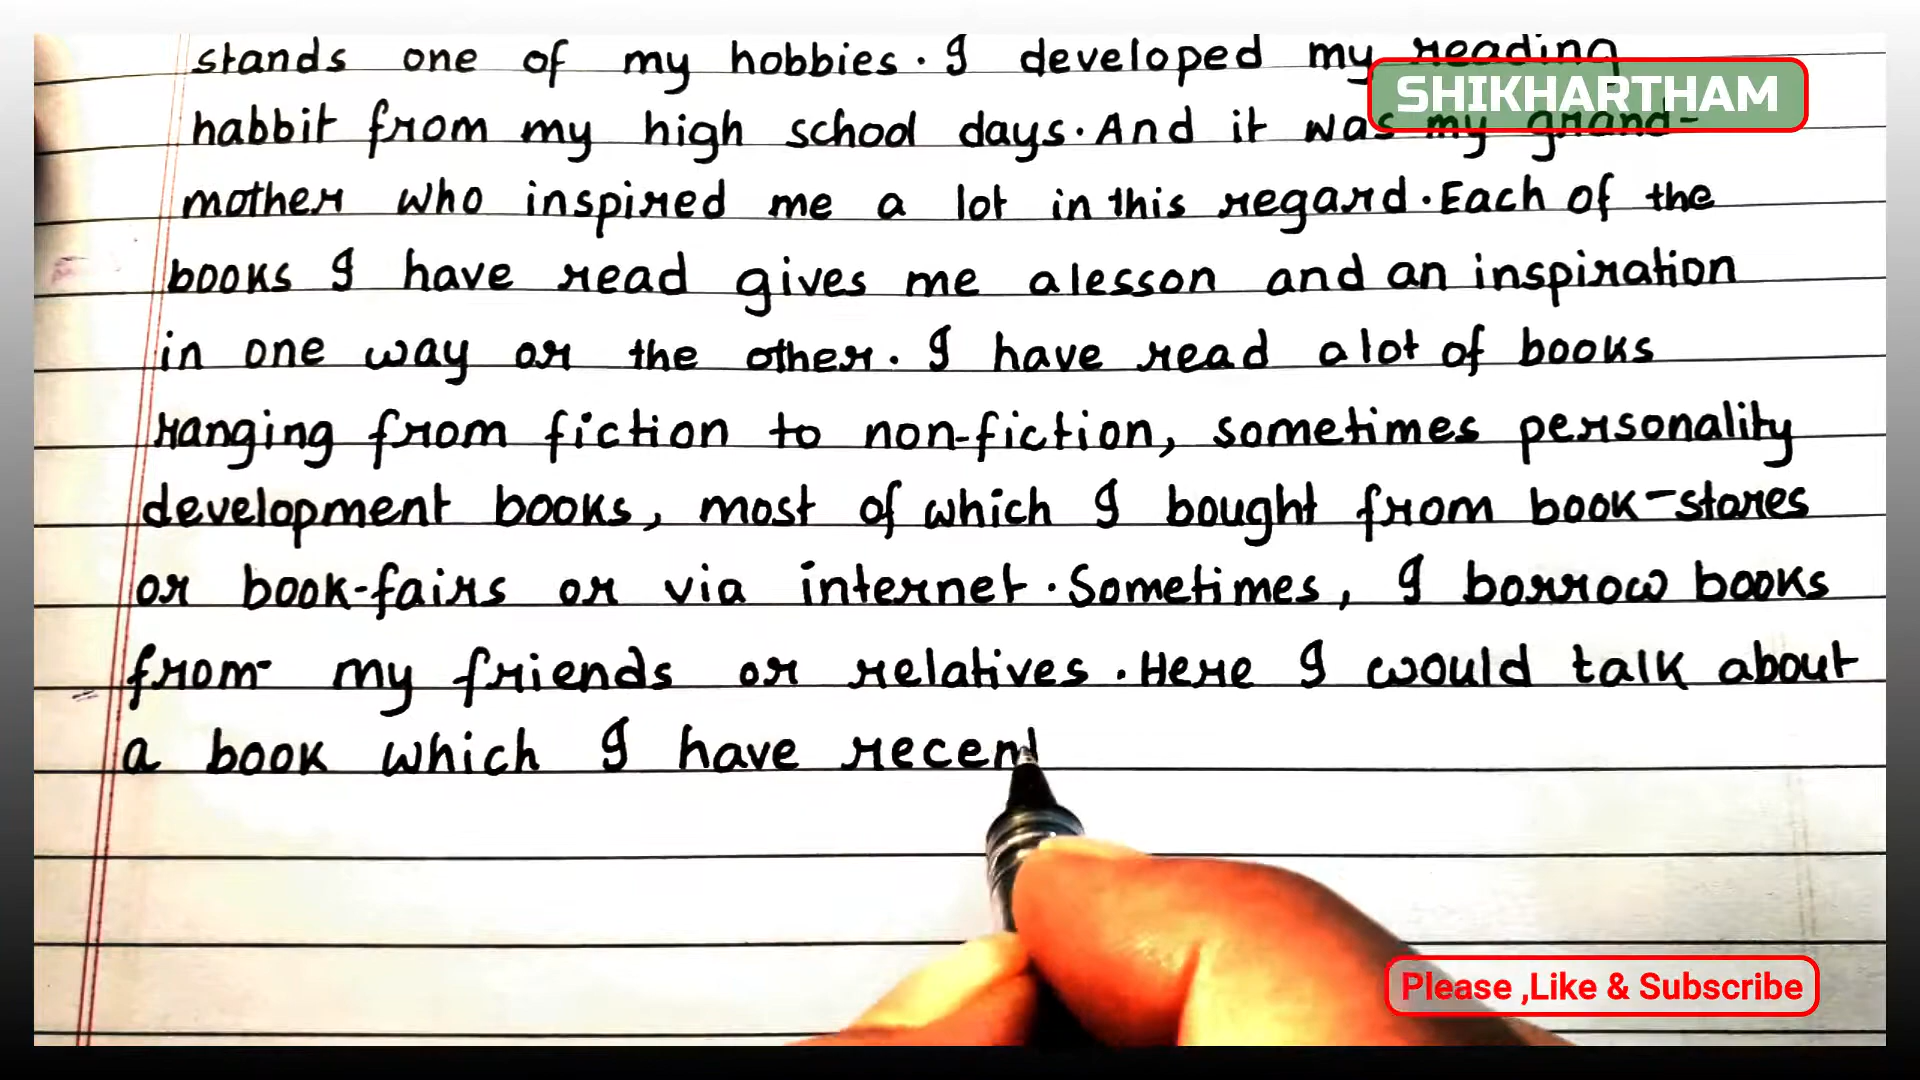 stands one of my hobbies. I developed my reading
SHIKHARTHAM
habbit from my high school days. And it was my grand-
mother who inspired me a lot in this regard. Each of the
books I have read gives me a lesson and an inspiration
in one way or the other. I have read a lot of books
ranging from fiction to non-fiction, sometimes personality
development books, most of which I bought from book-stores
or book-fairs or via internet. Sometimes, I borrow books
from my friends or relatives. Here I would talk about
a book which I have recent
Please ,Like & Subscribe